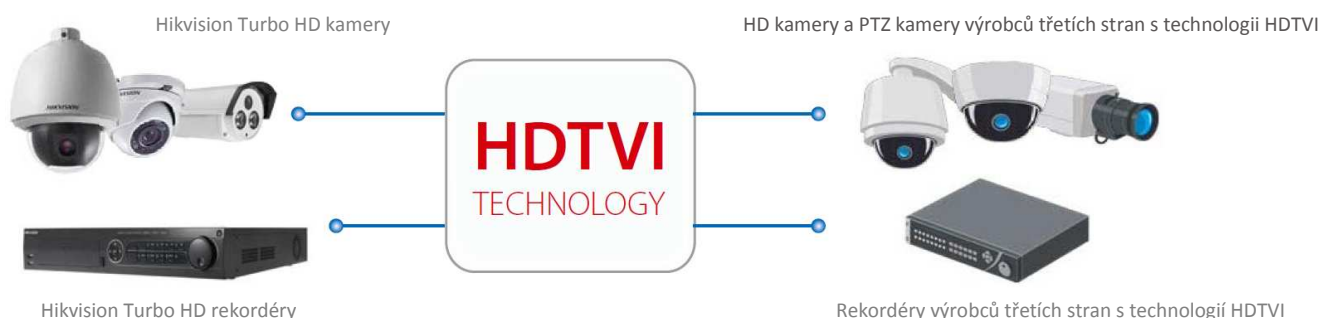 Hikvision Turbo HD kamery
HD kamery a PTZ kamery výrobců třetích stran s technologii HDTVI
HIKVISION
HDTVI
TECHNOLOGY
Hikvision Turbo HD rekordéry
Rekordéry výrobců třetích stran s technologií HDTVI